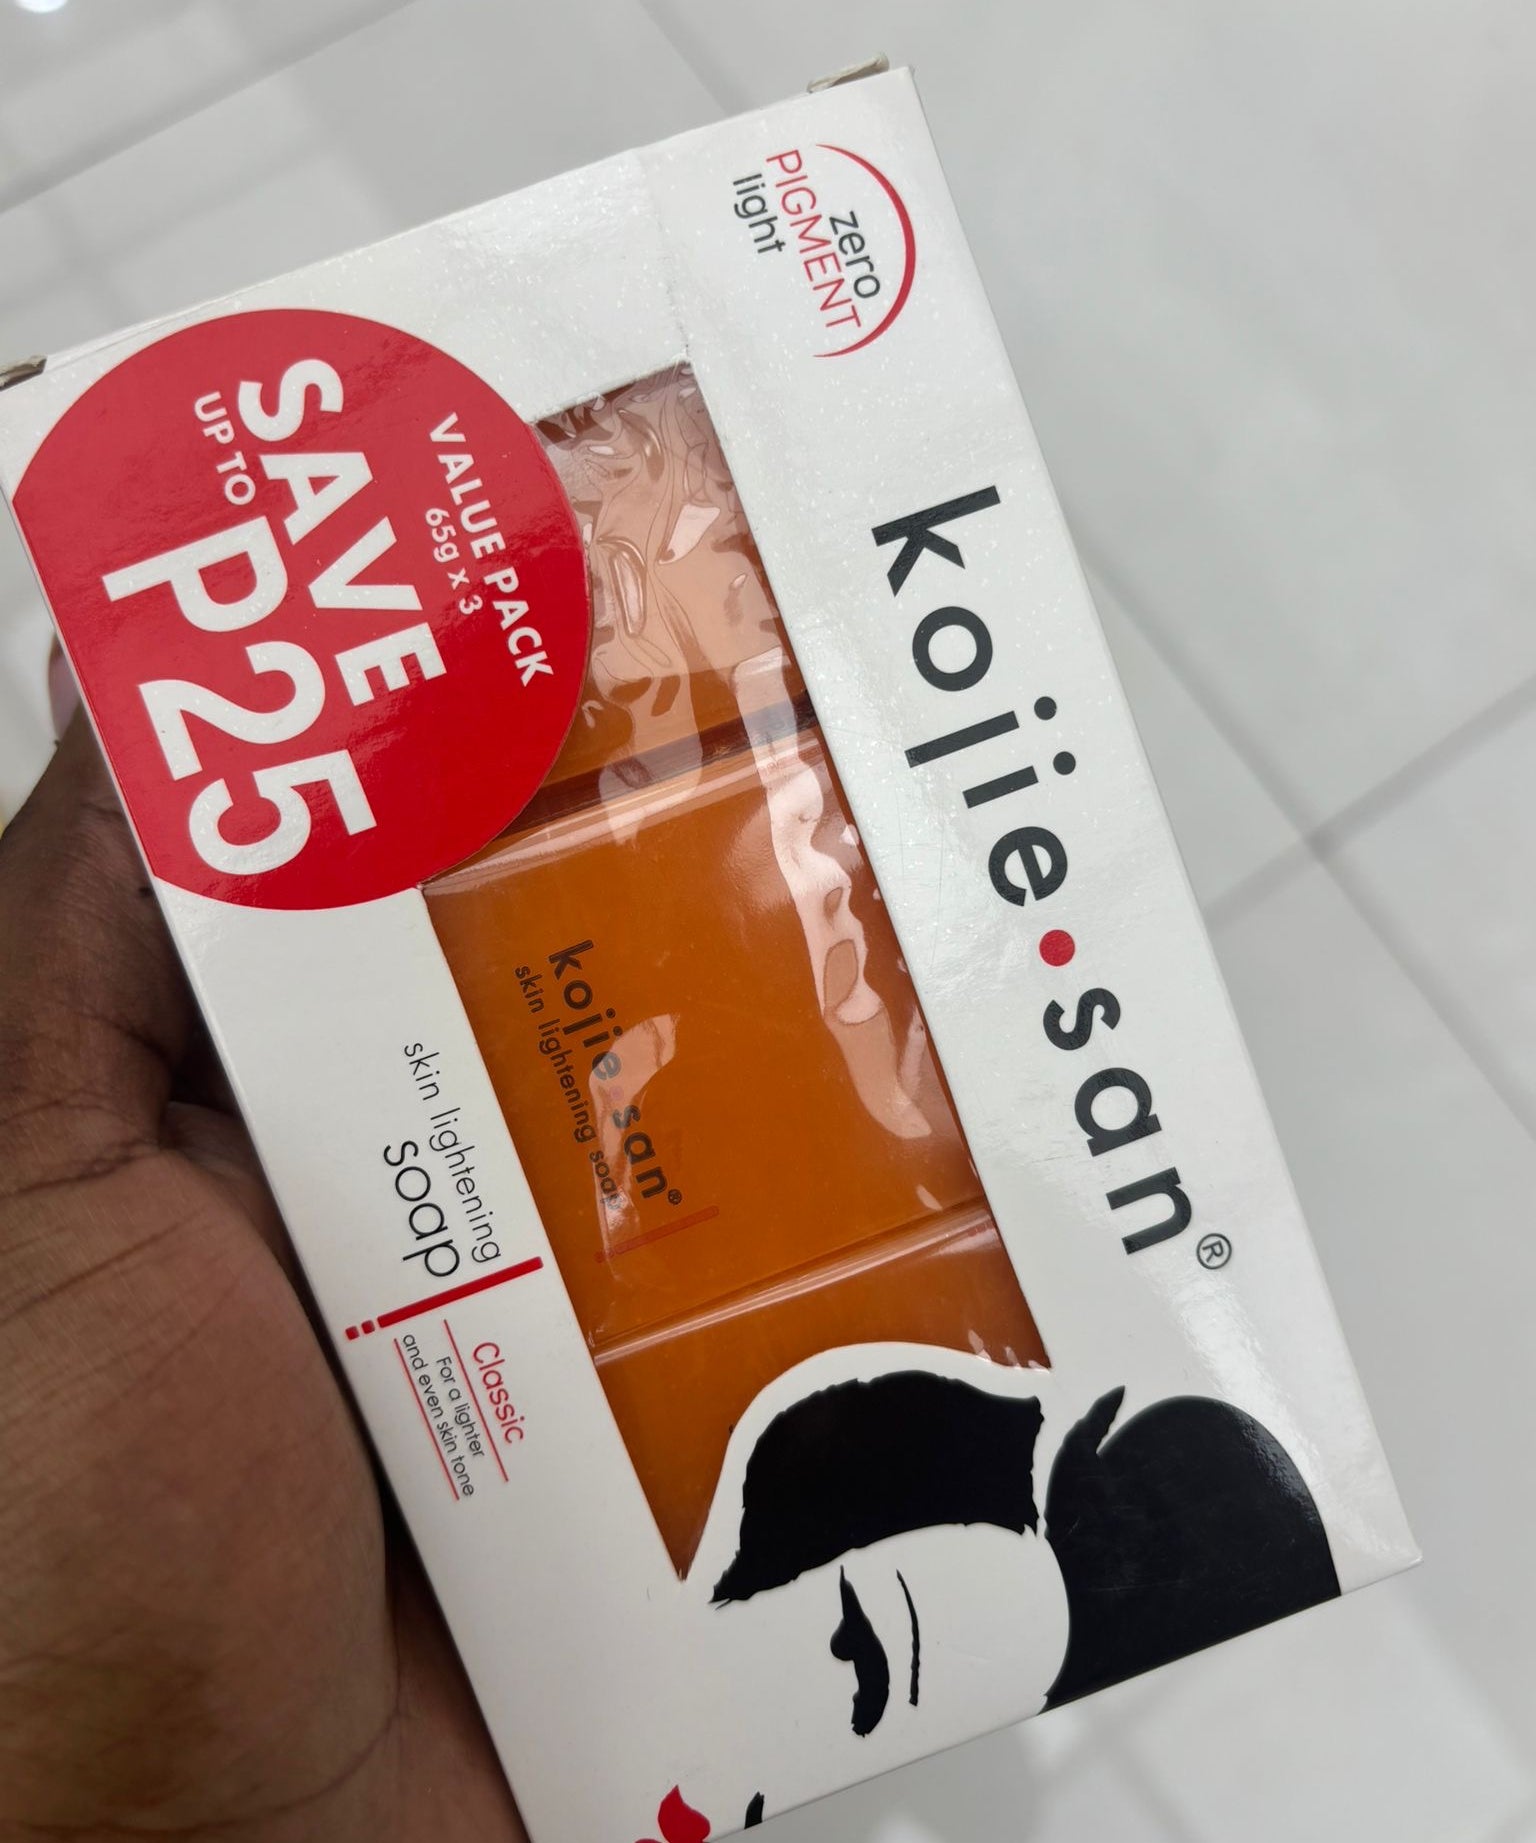 zero
PIGMENT
light
kojie•san®
VALUE PACK
65g x 3
SAVE
UP TO P25
kojie•san®
skin lightening soap
skin lightening
soap
Classic
For a lighter
and even skin tone